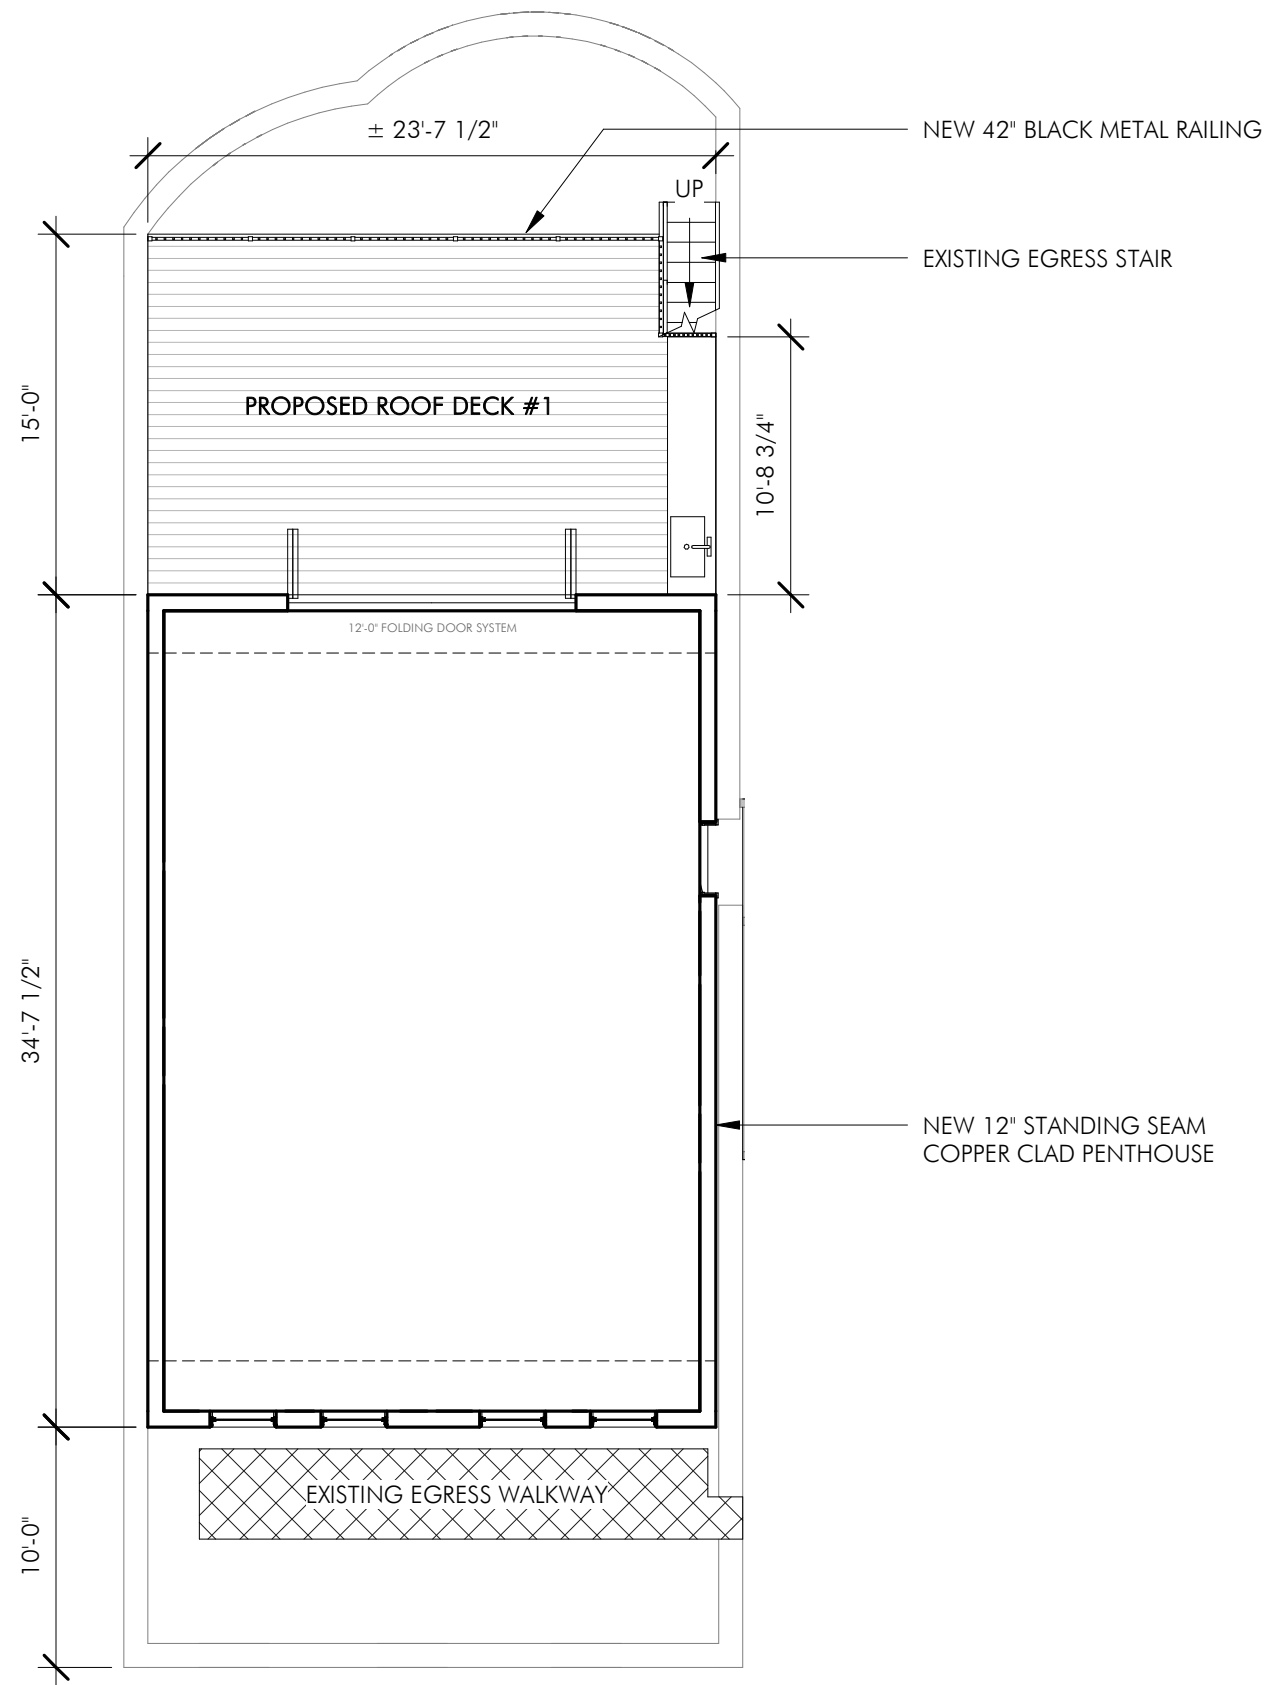 ± 23'-7 1/2"
NEW 42" BLACK METAL RAILING
UP
EXISTING EGRESS STAIR
15'-0"
PROPOSED ROOF DECK #1
10'-8 3/4"
12'-0" FOLDING DOOR SYSTEM
34'-7 1/2"
NEW 12" STANDING SEAM
COPPER CLAD PENTHOUSE
EXISTING EGRESS WALKWAY
10'-0"